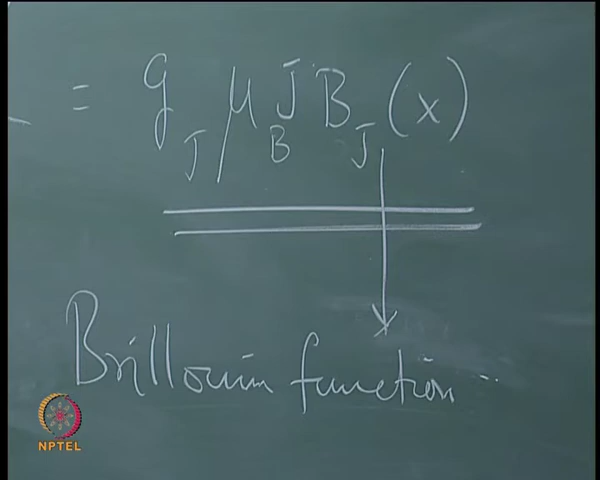 = g_J μ_B J B_J (x)
Brillouin function
NPTEL